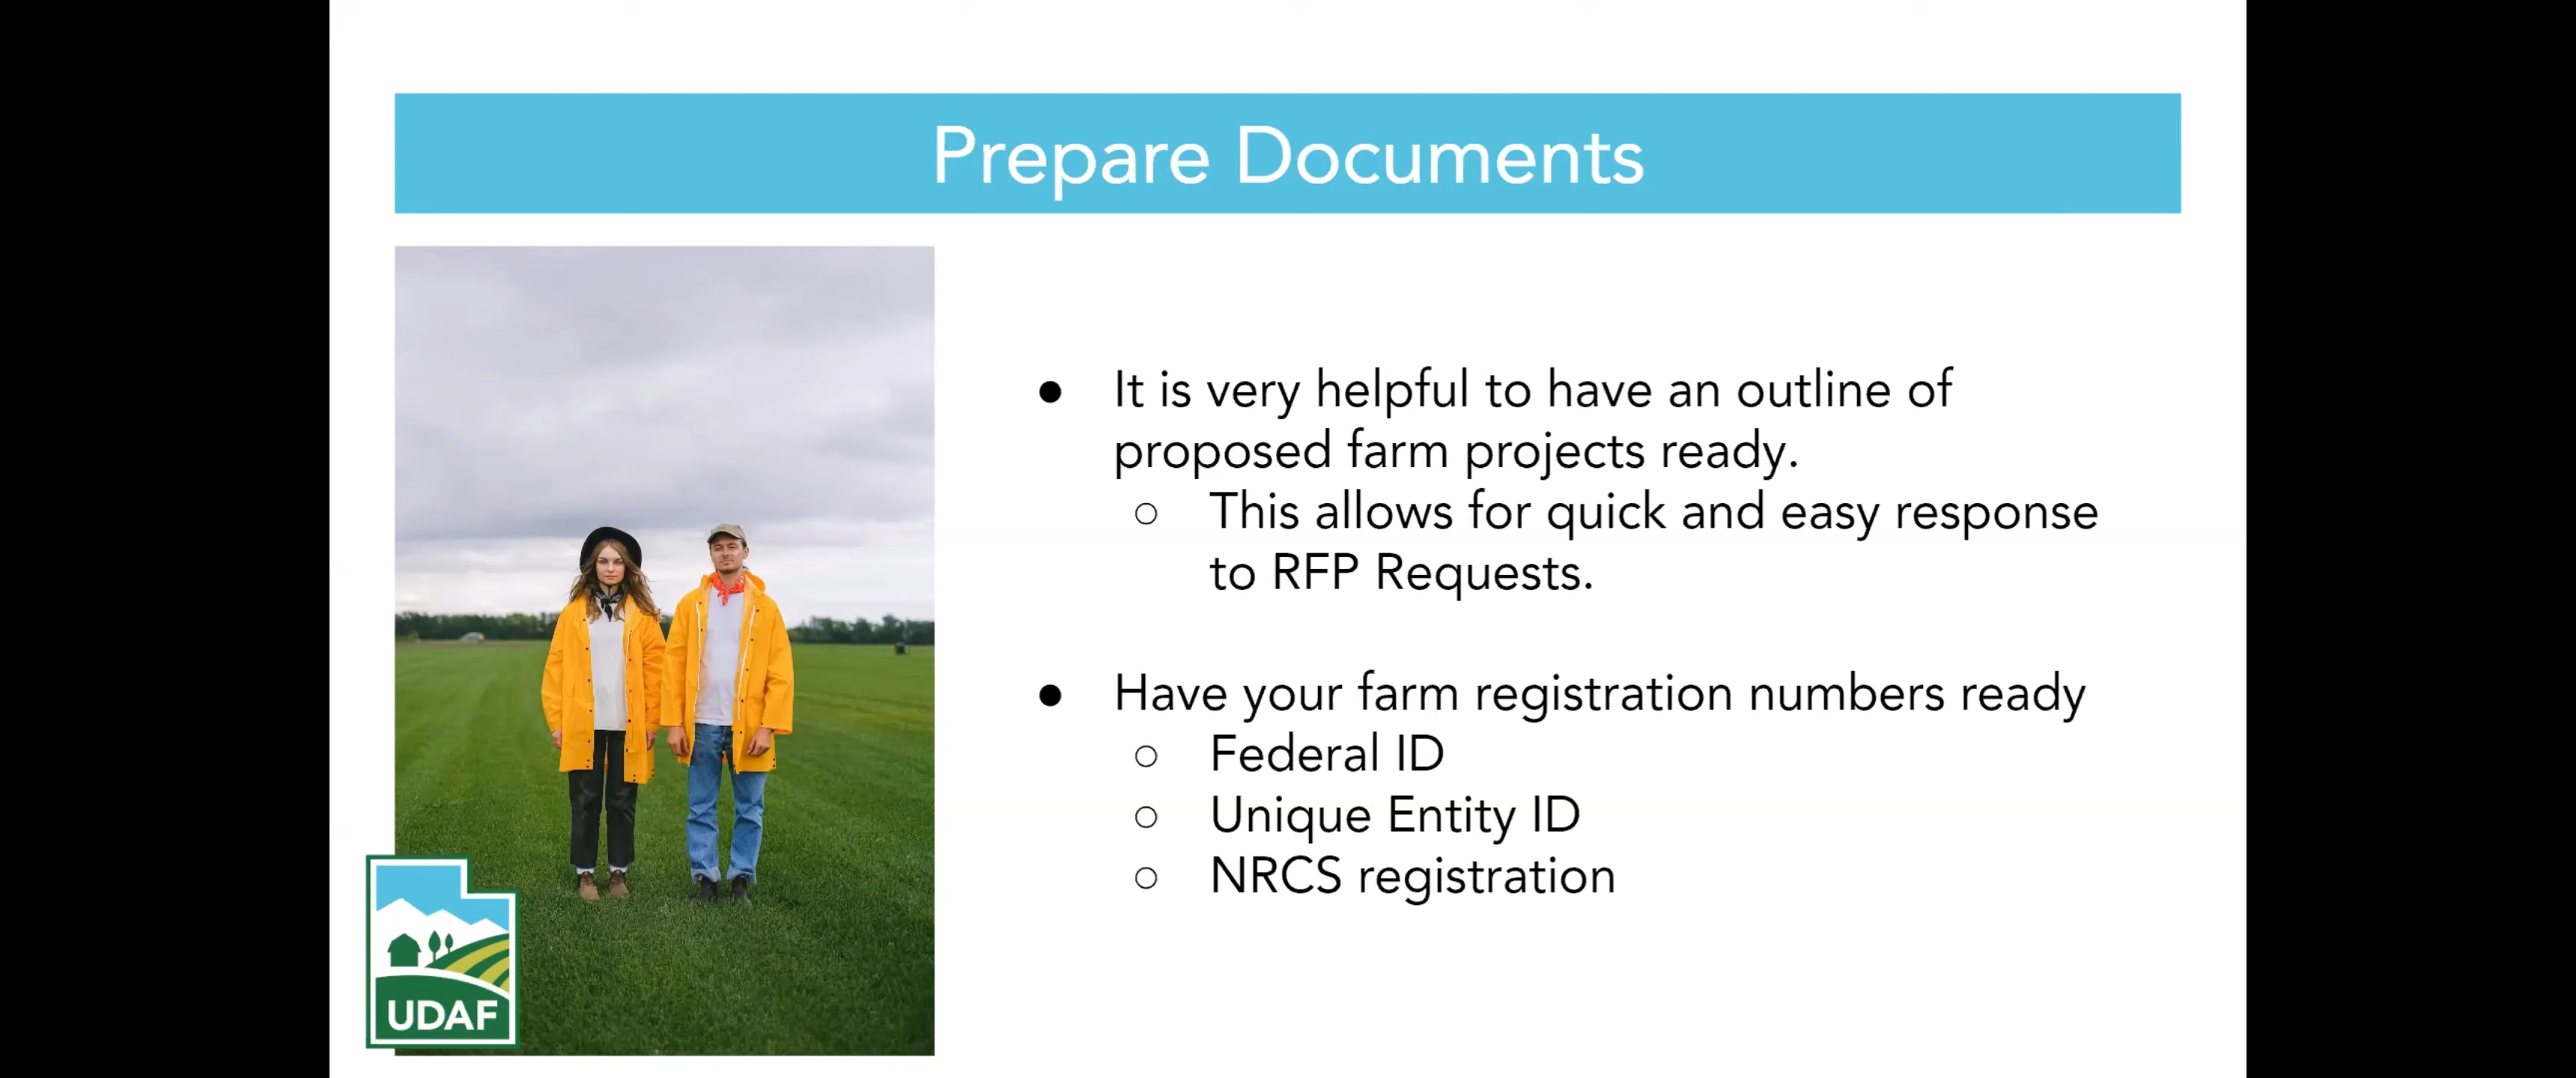 Prepare Documents
● It is very helpful to have an outline of
proposed farm projects ready.
○ This allows for quick and easy response
to RFP Requests.
● Have your farm registration numbers ready
○ Federal ID
○ Unique Entity ID
○ NRCS registration
UDAF